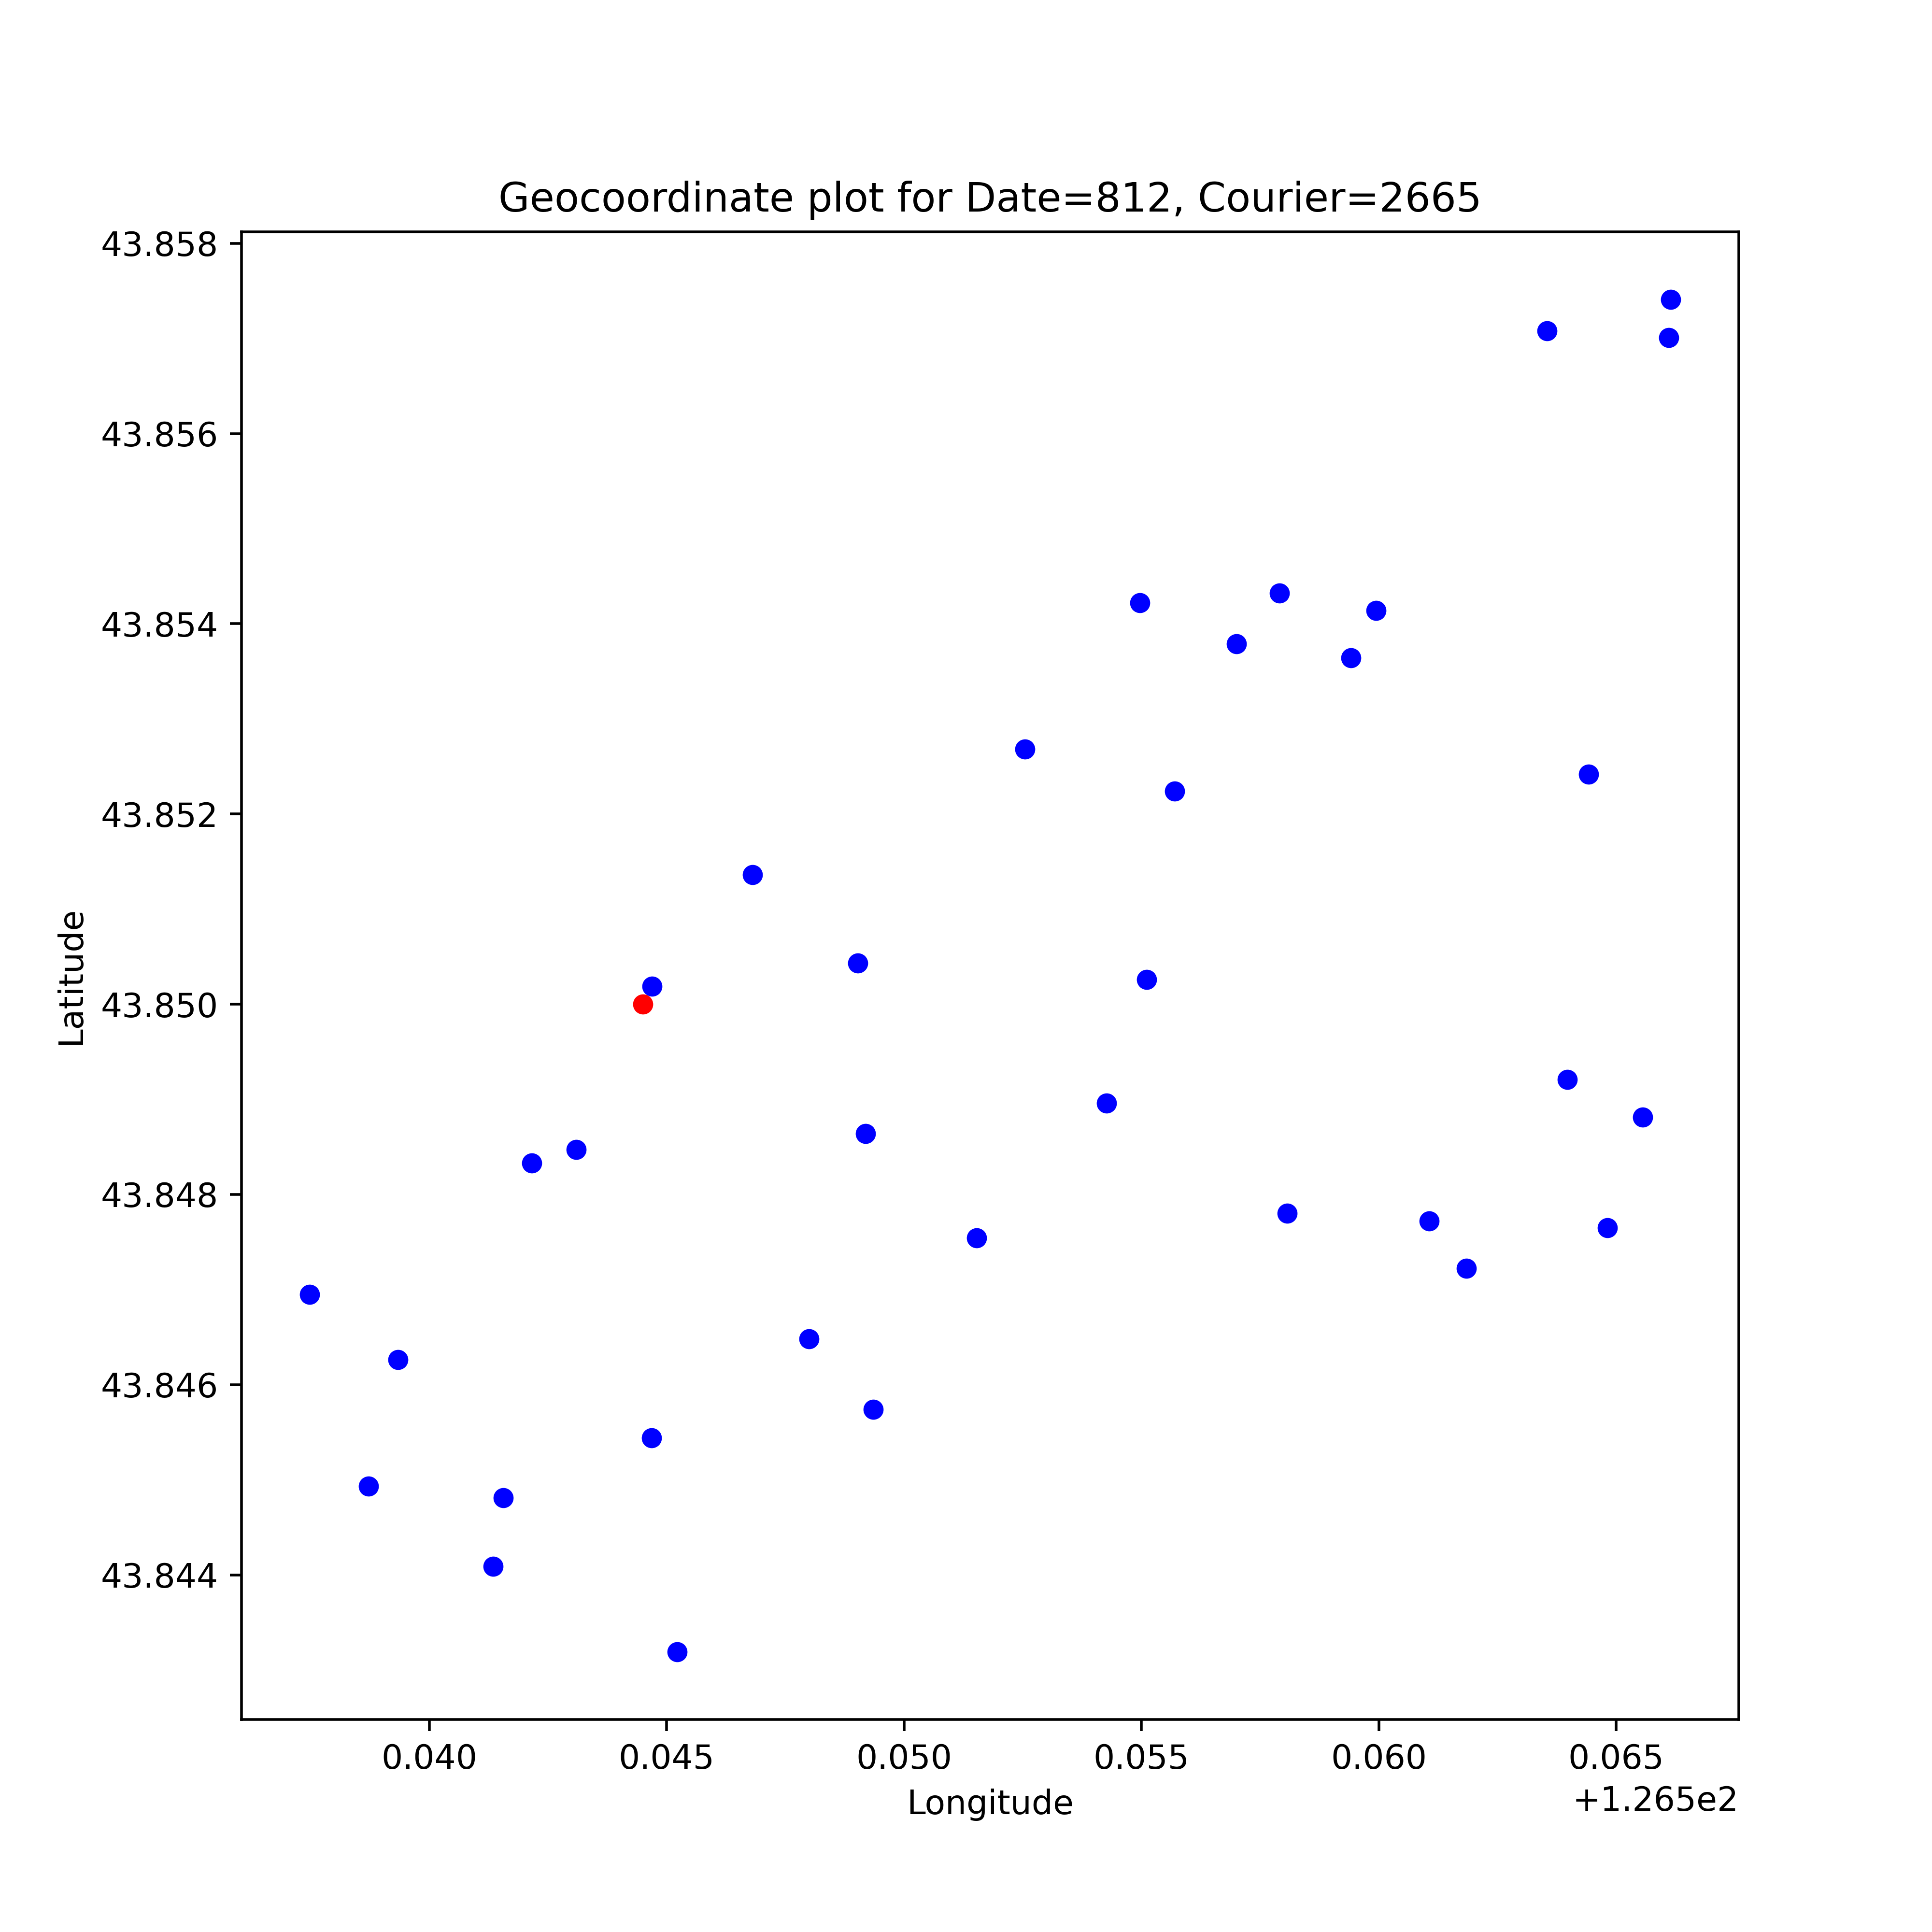 Geocoordinate plot for Date=812, Courier=2665
43.858
43.856
43.854
43.852
43.850
43.848
43.846
43.844
Latitude
0.040 0.045 0.050 0.055 0.060 0.065
+1.265e2
Longitude